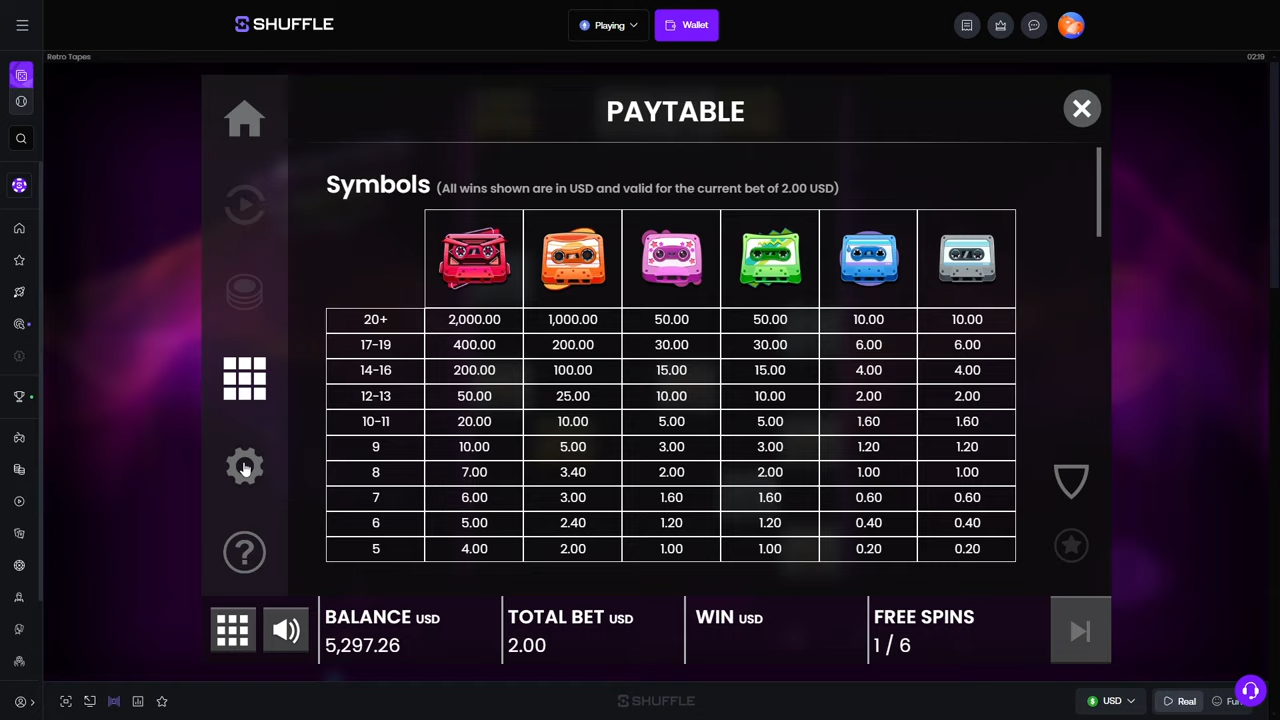 SHUFFLE
Playing
Wallet
Retro Tapes
02:19
PAYTABLE
Symbols (All wins shown are in USD and valid for the current bet of 2.00 USD)
20+ 2,000.00 1,000.00 50.00 50.00 10.00 10.00
17-19 400.00 200.00 30.00 30.00 6.00 6.00
14-16 200.00 100.00 15.00 15.00 4.00 4.00
12-13 50.00 25.00 10.00 10.00 2.00 2.00
10-11 20.00 10.00 5.00 5.00 1.60 1.60
9 10.00 5.00 3.00 3.00 1.20 1.20
8 7.00 3.40 2.00 2.00 1.00 1.00
7 6.00 3.00 1.60 1.60 0.60 0.60
6 5.00 2.40 1.20 1.20 0.40 0.40
5 4.00 2.00 1.00 1.00 0.20 0.20
BALANCE USD TOTAL BET USD WIN USD FREE SPINS
5,297.26 2.00 1 / 6
SHUFFLE
USD
Real